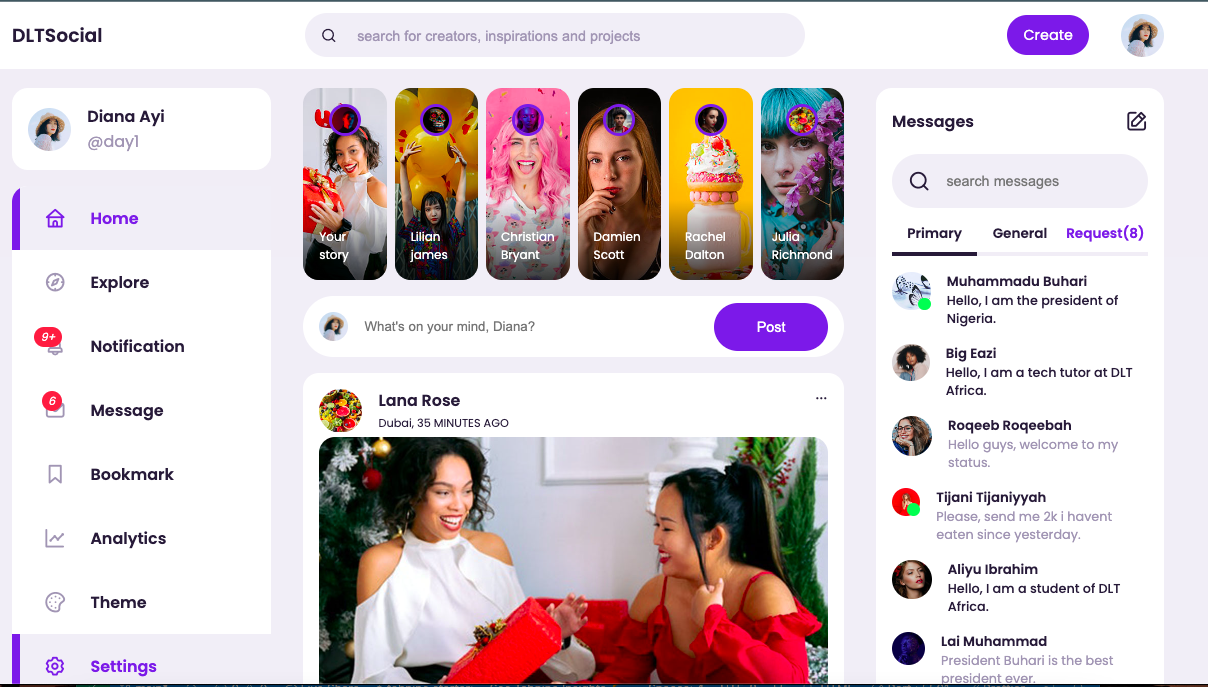 DLTSocial
search for creators, inspirations and projects
Create
Diana Ayi
@day1
Home
Explore
9+
Notification
6
Message
Bookmark
Analytics
Theme
Settings
Your
story
Lilian
james
Christian
Bryant
Damien
Scott
Rachel
Dalton
Julia
Richmond
What's on your mind, Diana?
Post
Lana Rose
...
Dubai, 35 MINUTES AGO
Messages
search messages
Primary General Request(8)
Muhammadu Buhari
Hello, I am the president of
Nigeria.
Big Eazi
Hello, I am a tech tutor at DLT
Africa.
Roqeeb Roqeebah
Hello guys, welcome to my
status.
Tijani Tijaniyyah
Please, send me 2k i havent
eaten since yesterday.
Aliyu Ibrahim
Hello, I am a student of DLT
Africa.
Lai Muhammad
President Buhari is the best
president ever.